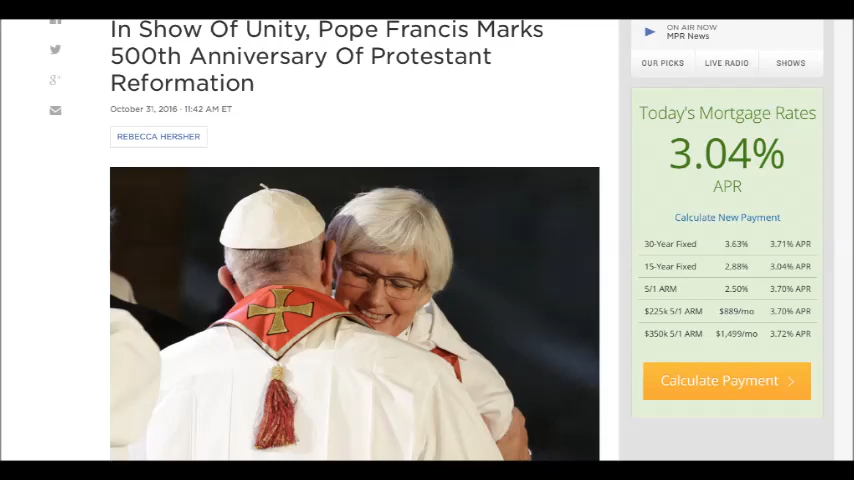 In Show Of Unity, Pope Francis Marks
500th Anniversary Of Protestant
Reformation
October 31, 2016 · 11:42 AM ET
REBECCA HERSHER
ON AIR NOW
MPR News
OUR PICKS LIVE RADIO SHOWS
Today's Mortgage Rates
3.04%
APR
Calculate New Payment
30-Year Fixed 3.63% 3.71% APR
15-Year Fixed 2.88% 3.04% APR
5/1 ARM 2.50% 3.70% APR
$225k 5/1 ARM $889/mo 3.70% APR
$350k 5/1 ARM $1,499/mo 3.72% APR
Calculate Payment